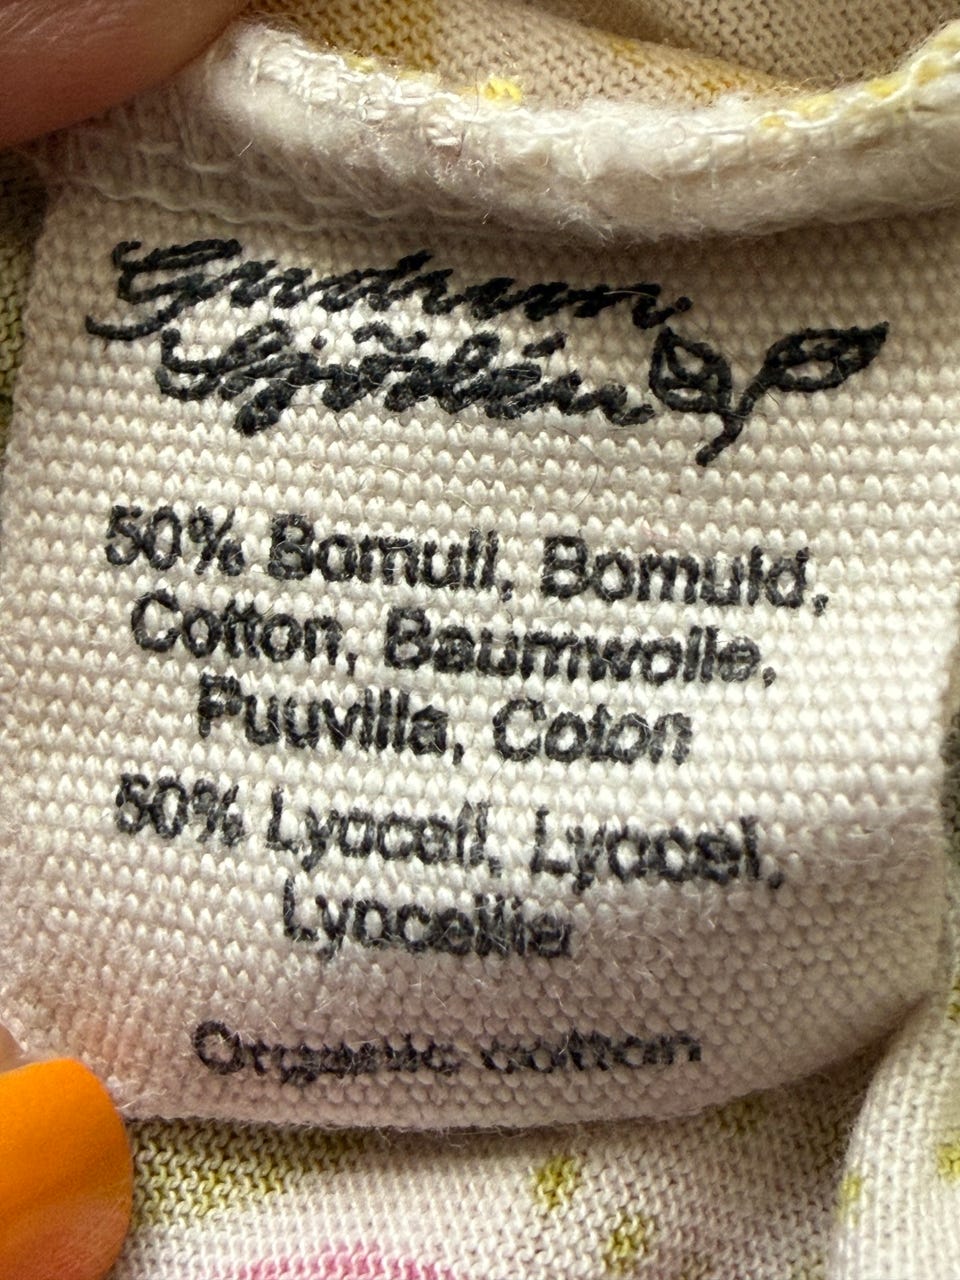 Gudrun
Sjödén
50% Bomull, Bomuld,
Cotton, Baumwolle,
Puuvilla, Coton
50% Lyocell, Lyocel,
Lyocellia
Organic cotton